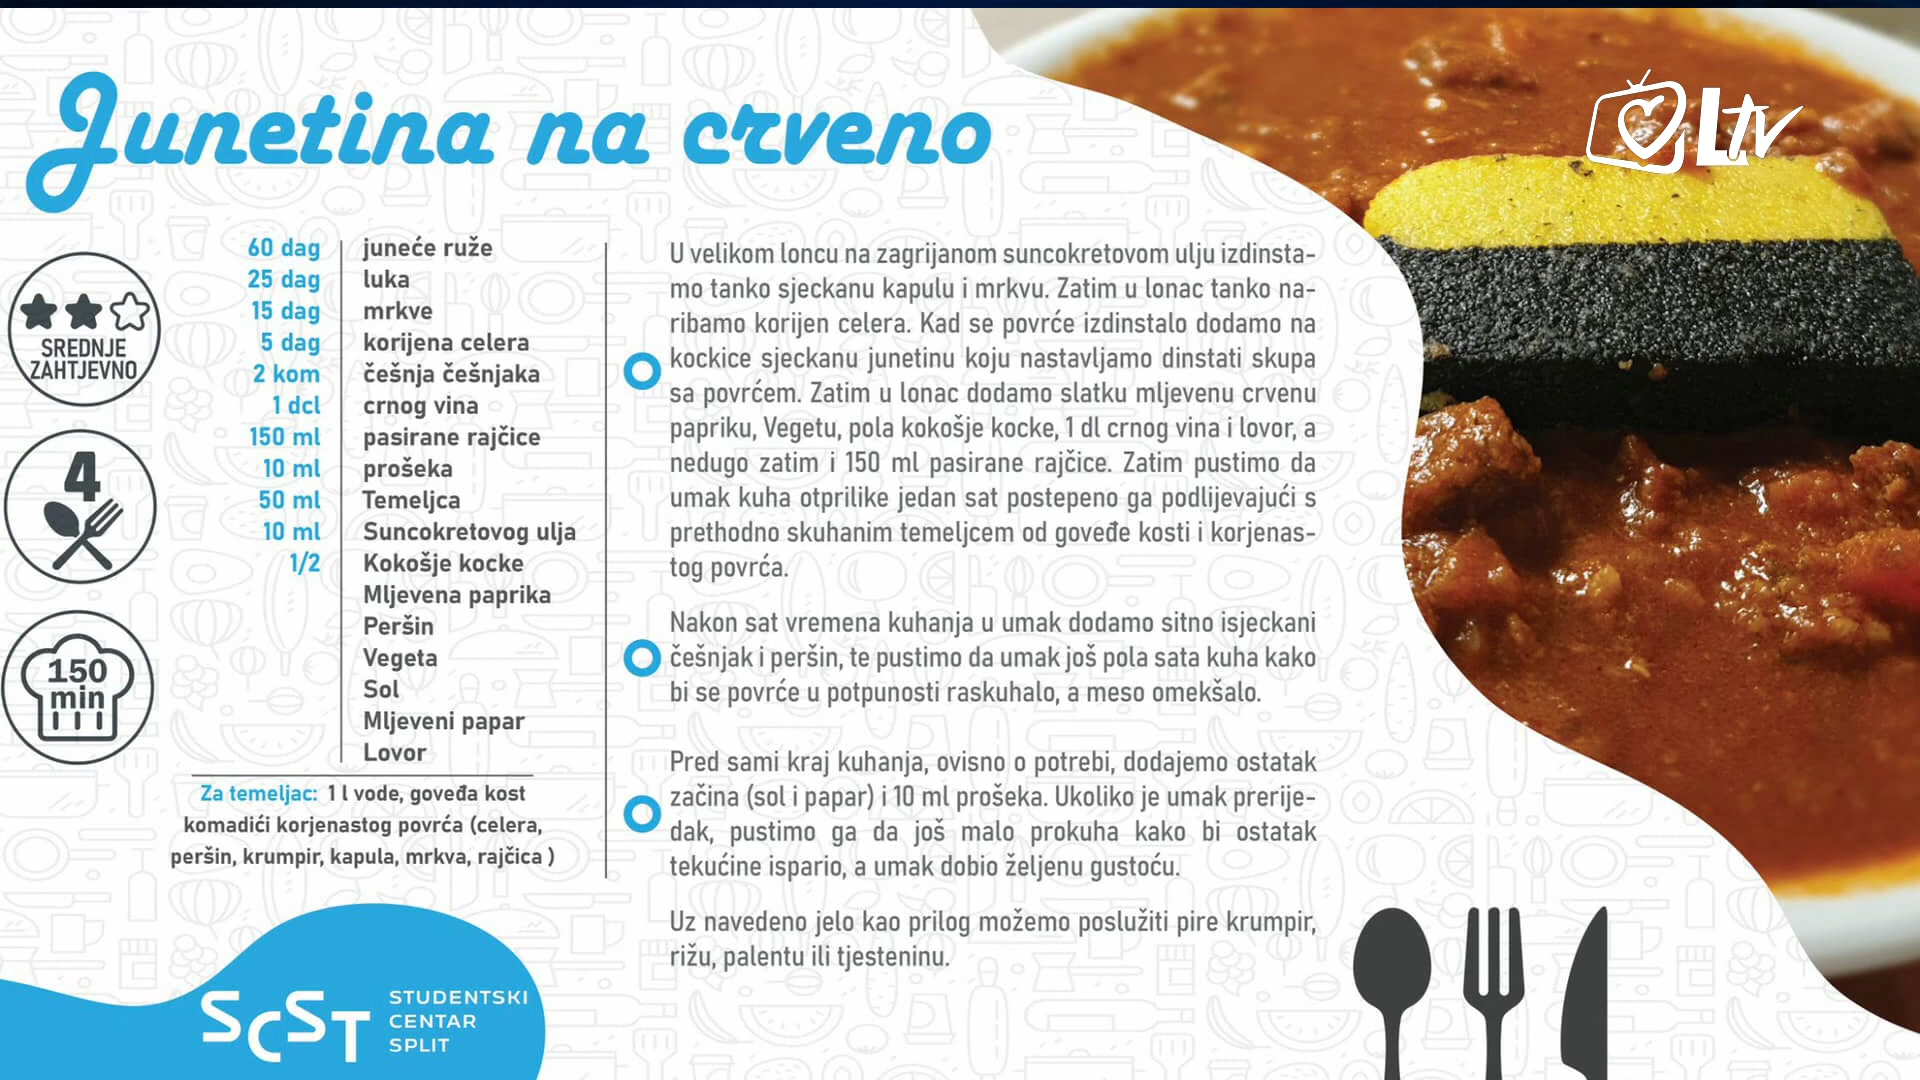 Junetina na crveno
LTV
SREDNJE
ZAHTJEVNO
4
150
min
60 dag juneće ruže
25 dag luka
15 dag mrkve
5 dag korijena celera
2 kom češnja češnjaka
1 dcl crnog vina
150 ml pasirane rajčice
10 ml prošeka
50 ml Temeljca
10 ml Suncokretovog ulja
1/2 Kokošje kocke
Mljevena paprika
Peršin
Vegeta
Sol
Mljeveni papar
Lovor
Za temeljac: 1 l vode, goveđa kost
komadići korjenastog povrća (celera,
peršin, krumpir, kapula, mrkva, rajčica )
U velikom loncu na zagrijanom suncokretovom ulju izdinsta-
mo tanko sjeckanu kapulu i mrkvu. Zatim u lonac tanko na-
ribamo korijen celera. Kad se povrće izdinstalo dodamo na
kockice sjeckanu junetinu koju nastavljamo dinstati skupa
sa povrćem. Zatim u lonac dodamo slatku mljevenu crvenu
papriku, Vegetu, pola kokošje kocke, 1 dl crnog vina i lovor, a
nedugo zatim i 150 ml pasirane rajčice. Zatim pustimo da
umak kuha otprilike jedan sat postepeno ga podlijevajući s
prethodno skuhanim temeljcem od goveđe kosti i korjenas-
tog povrća.
Nakon sat vremena kuhanja u umak dodamo sitno isjeckani
češnjak i peršin, te pustimo da umak još pola sata kuha kako
bi se povrće u potpunosti raskuhalo, a meso omekšalo.
Pred sami kraj kuhanja, ovisno o potrebi, dodajemo ostatak
začina (sol i papar) i 10 ml prošeka. Ukoliko je umak prerije-
dak, pustimo ga da još malo prokuha kako bi ostatak
tekućine ispario, a umak dobio željenu gustoću.
Uz navedeno jelo kao prilog možemo poslužiti pire krumpir,
rižu, palentu ili tjesteninu.
SCST
STUDENTSKI
CENTAR
SPLIT